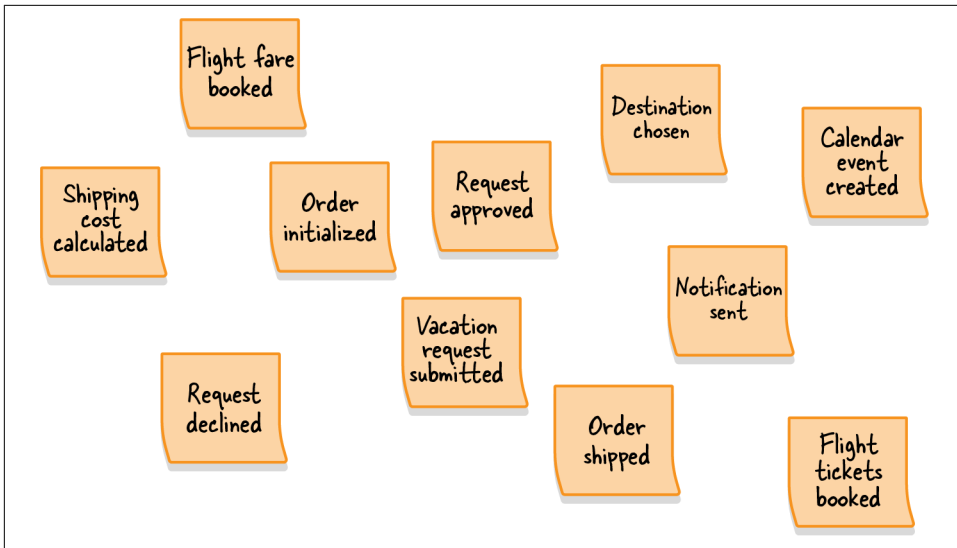 Flight fare
booked
Destination
chosen
Calendar
event
created
Shipping
cost
calculated
Order
initialized
Request
approved
Notification
sent
Vacation
request
submitted
Request
declined
Order
shipped
Flight
tickets
booked